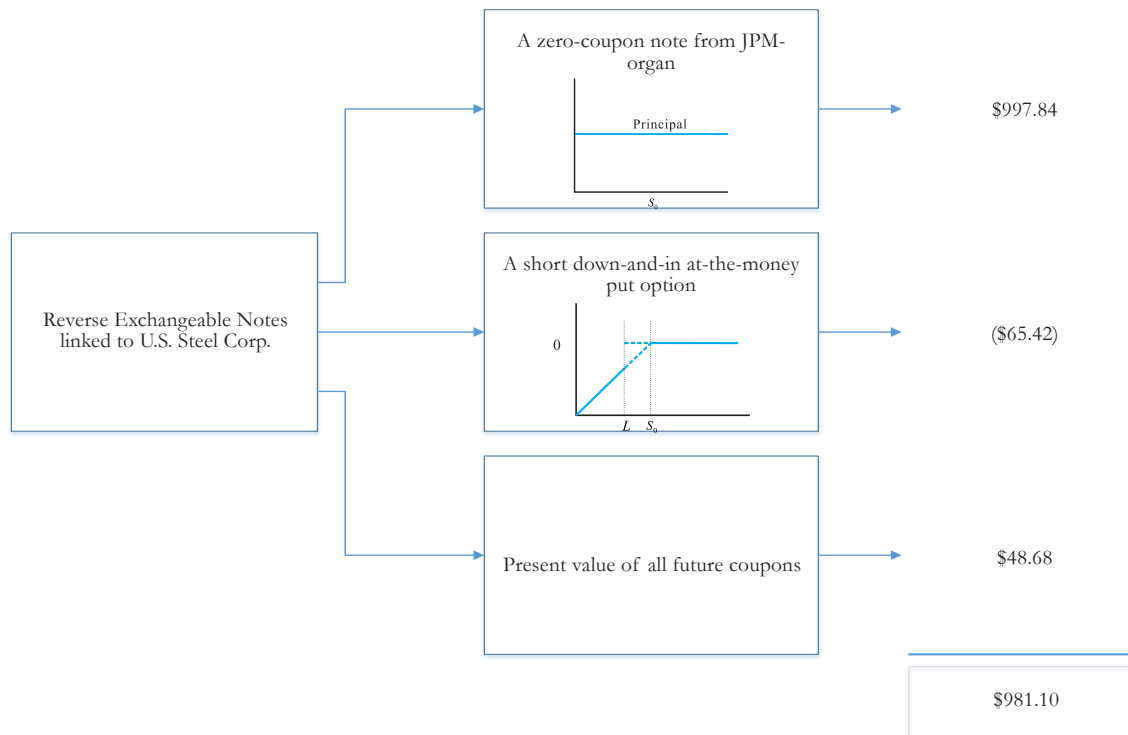 A zero-coupon note from JPM-
organ
Principal
S₀
$997.84
Reverse Exchangeable Notes
linked to U.S. Steel Corp.
A short down-and-in at-the-money
put option
0
L S₀
($65.42)
Present value of all future coupons
$48.68
$981.10